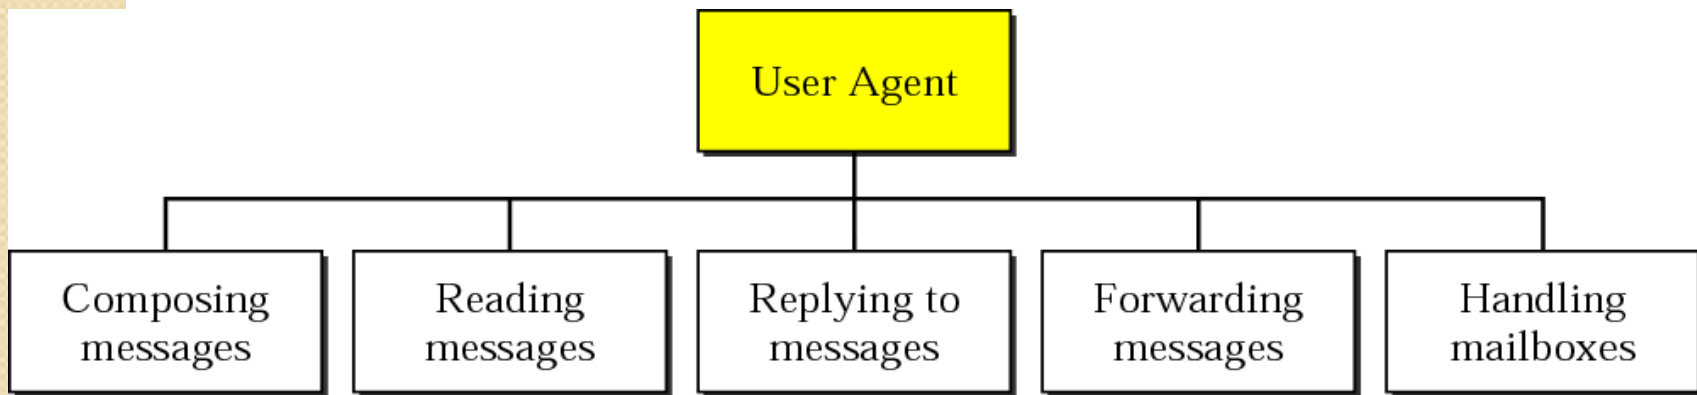 User Agent
Composing
messages
Reading
messages
Replying to
messages
Forwarding
messages
Handling
mailboxes